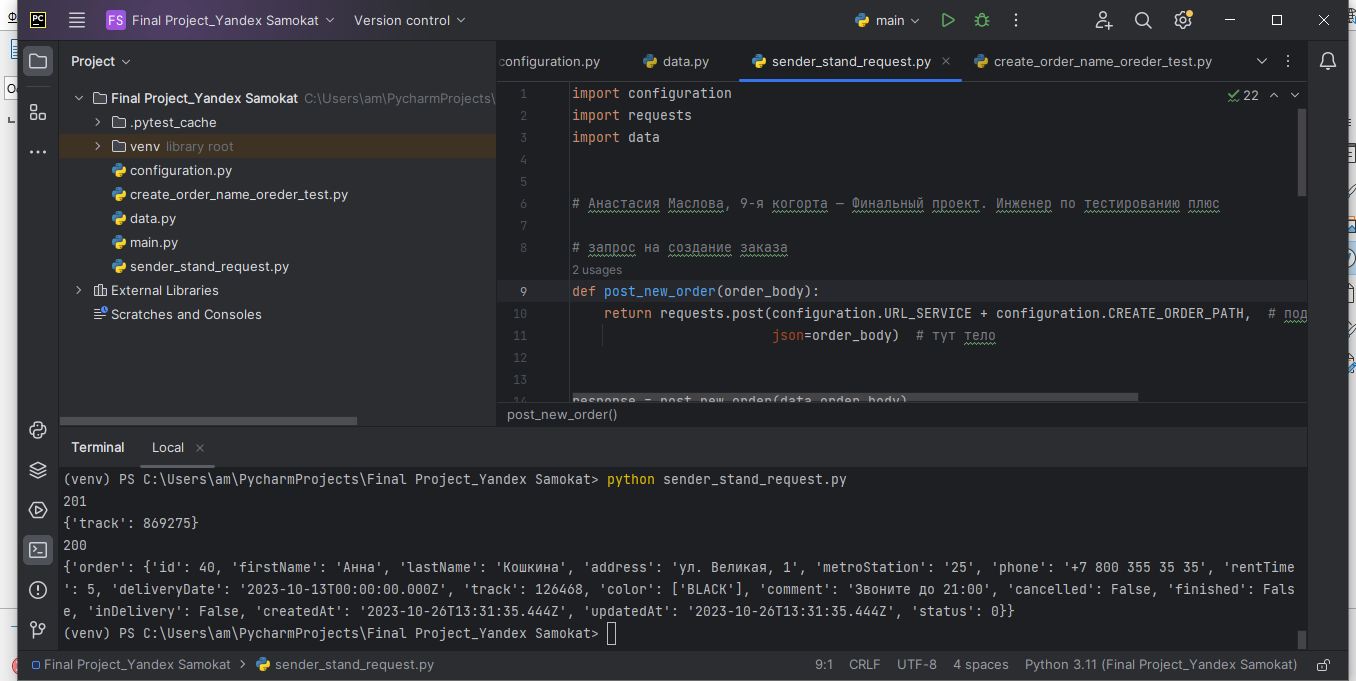 PC
FS Final Project_Yandex Samokat Version control main
Project
configuration.py data.py sender_stand_request.py create_order_name_oreder_test.py
Final Project_Yandex Samokat C:\Users\am\PycharmProjects\
.pytest_cache
venv library root
configuration.py
create_order_name_oreder_test.py
data.py
main.py
sender_stand_request.py
External Libraries
Scratches and Consoles
22
1 import configuration
2 import requests
3 import data
4
5
6 # Анастасия Маслова, 9-я когорта — Финальный проект. Инженер по тестированию плюс
7
8 # запрос на создание заказа
2 usages
9 def post_new_order(order_body):
10 return requests.post(configuration.URL_SERVICE + configuration.CREATE_ORDER_PATH, # под
11 json=order_body) # тут тело
12
13
14 response = post_new_order(data.order_body)
post_new_order()
Terminal Local
(venv) PS C:\Users\am\PycharmProjects\Final Project_Yandex Samokat> python sender_stand_request.py
201
{'track': 869275}
200
{'order': {'id': 40, 'firstName': 'Анна', 'lastName': 'Кошкина', 'address': 'ул. Великая, 1', 'metroStation': '25', 'phone': '+7 800 355 35 35', 'rentTime
': 5, 'deliveryDate': '2023-10-13T00:00:00.000Z', 'track': 126468, 'color': ['BLACK'], 'comment': 'Звоните до 21:00', 'cancelled': False, 'finished': Fals
e, 'inDelivery': False, 'createdAt': '2023-10-26T13:31:35.444Z', 'updatedAt': '2023-10-26T13:31:35.444Z', 'status': 0}}
(venv) PS C:\Users\am\PycharmProjects\Final Project_Yandex Samokat>
Final Project_Yandex Samokat > sender_stand_request.py 9:1 CRLF UTF-8 4 spaces Python 3.11 (Final Project_Yandex Samokat)